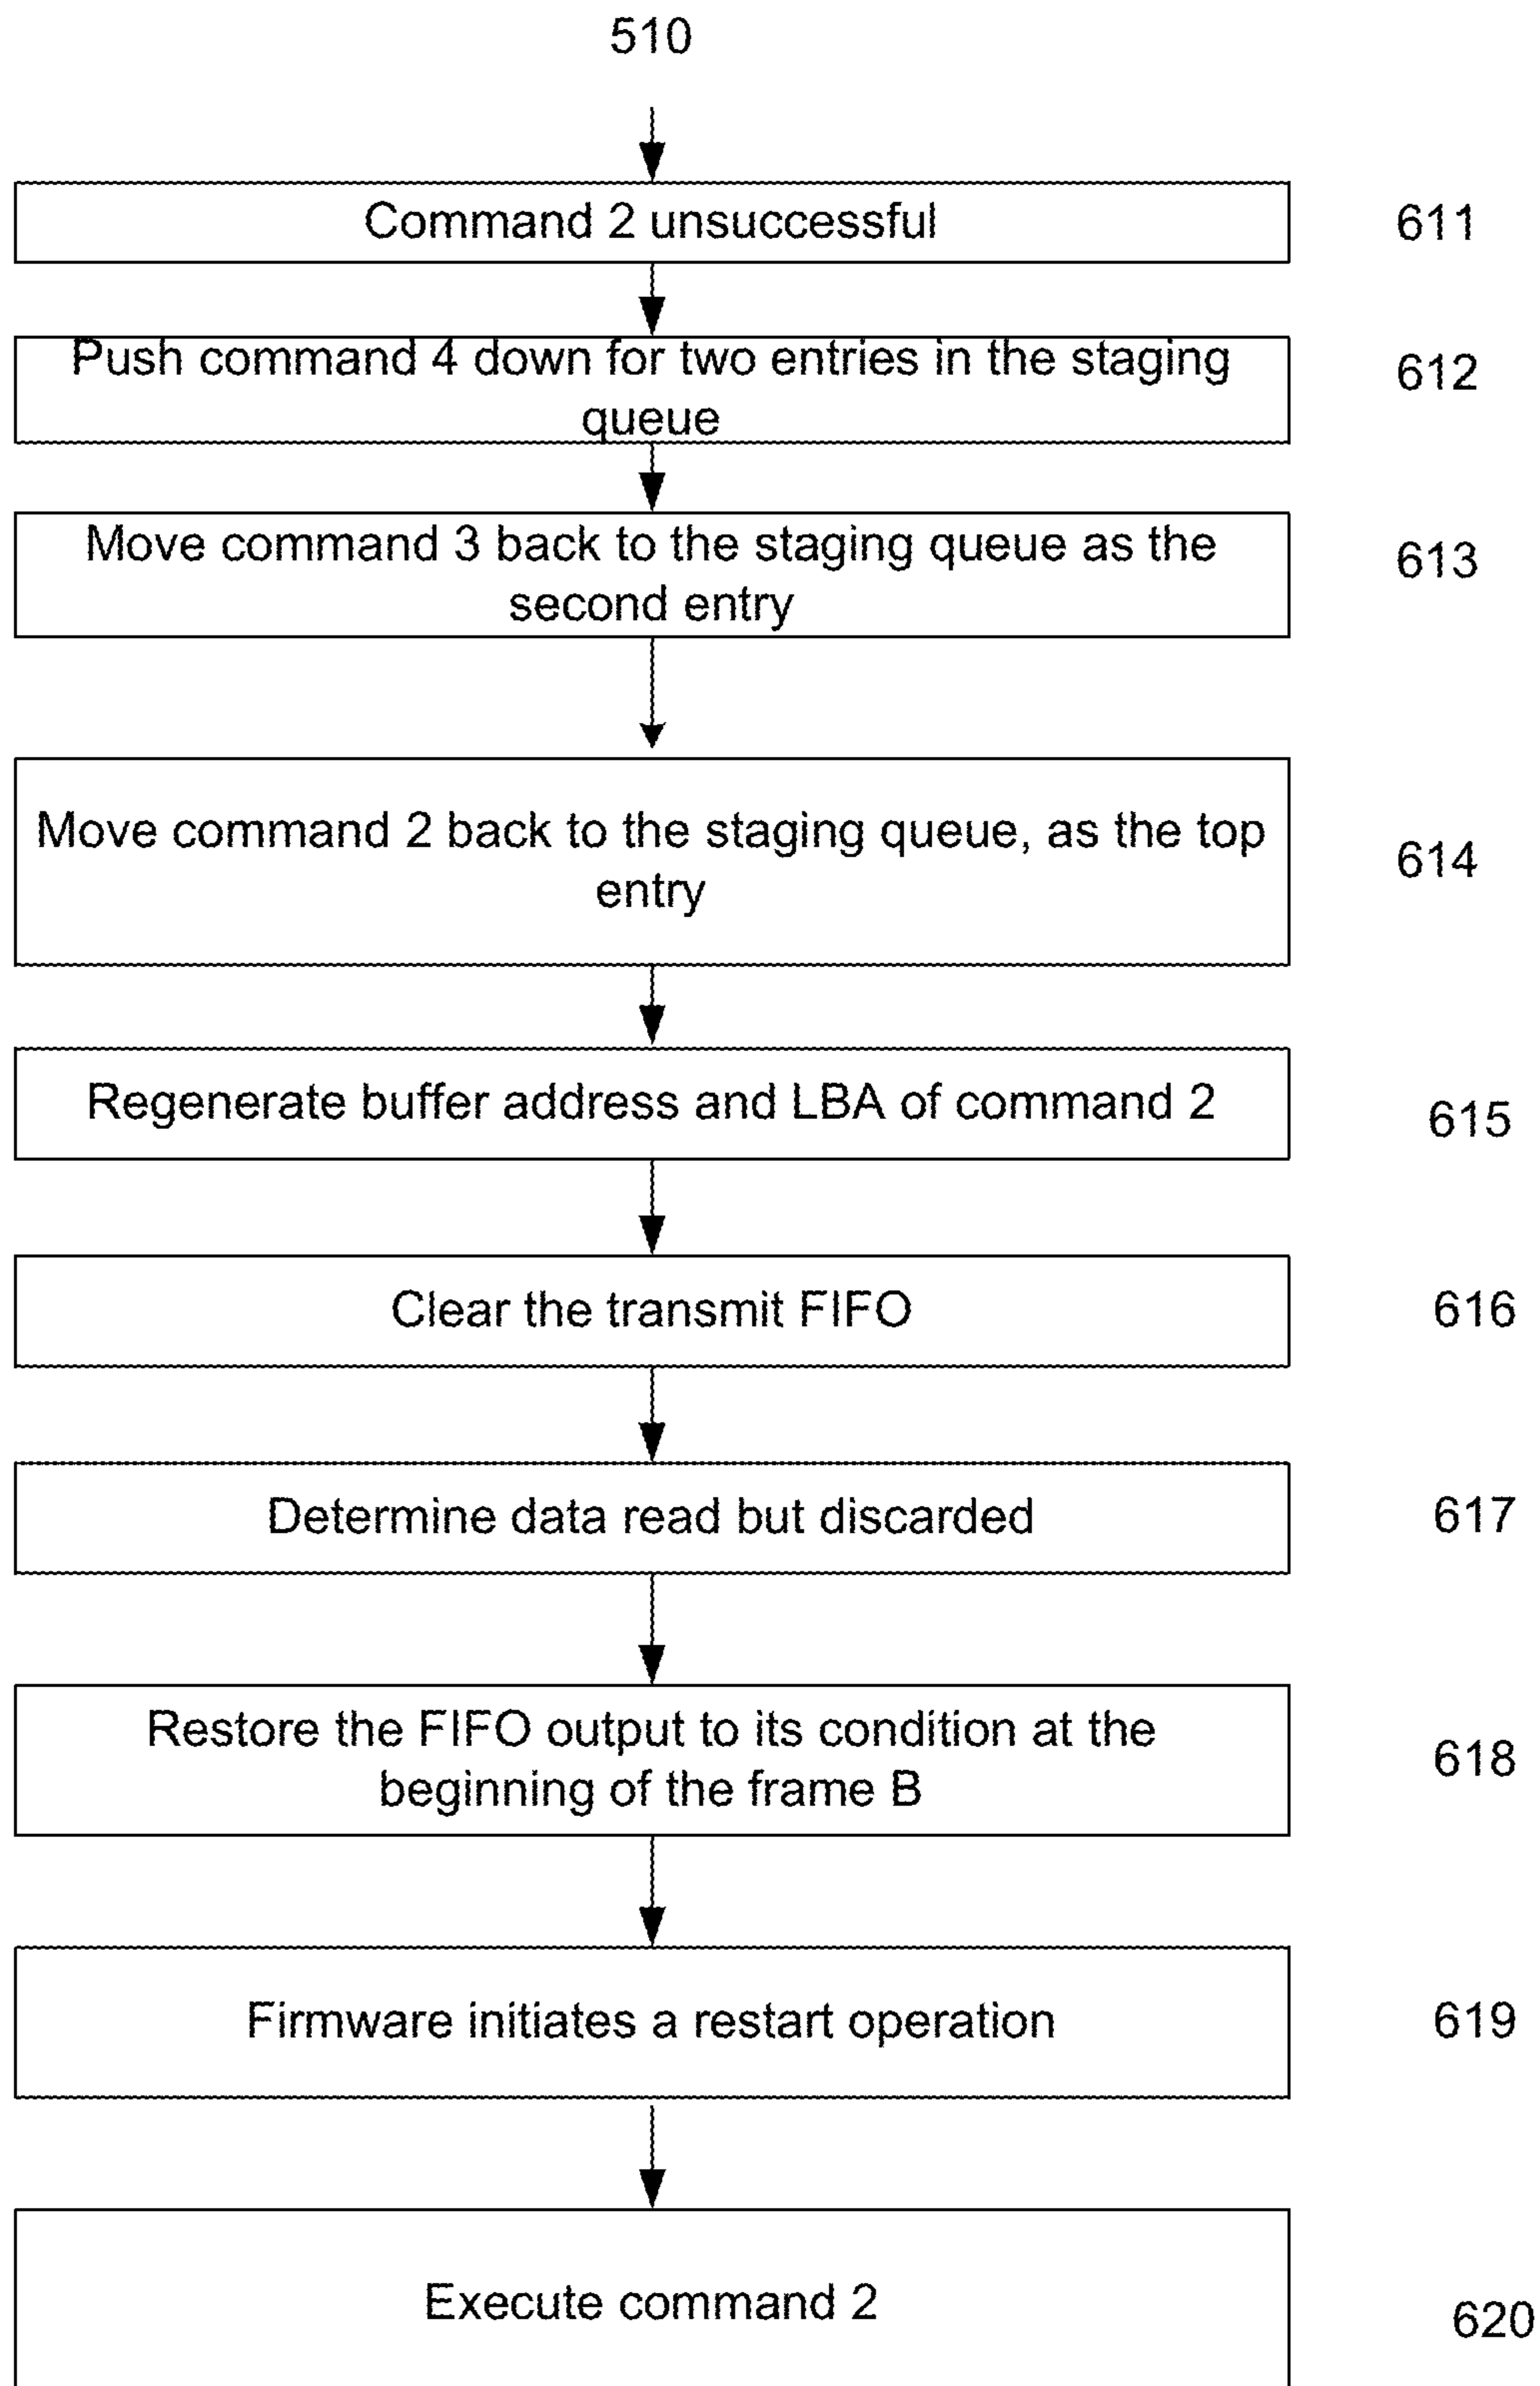 510
Command 2 unsuccessful
611
Push command 4 down for two entries in the staging
queue
612
Move command 3 back to the staging queue as the
second entry
613
Move command 2 back to the staging queue, as the top
entry
614
Regenerate buffer address and LBA of command 2
615
Clear the transmit FIFO
616
Determine data read but discarded
617
Restore the FIFO output to its condition at the
beginning of the frame B
618
Firmware initiates a restart operation
619
Execute command 2
620